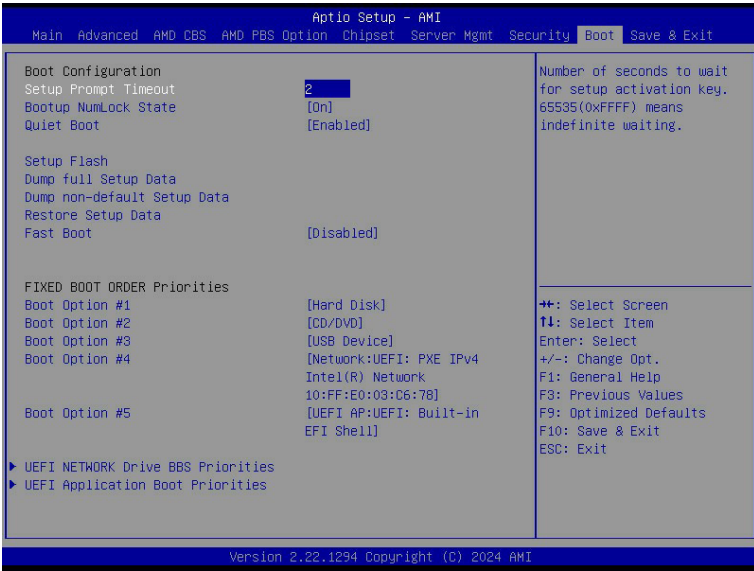 Aptio Setup - AMI
Main Advanced AMD CBS AMD PBS Option Chipset Server Mgmt Security Boot Save & Exit
Boot Configuration
Setup Prompt Timeout 2
Bootup NumLock State [On]
Quiet Boot [Enabled]
Setup Flash
Dump full Setup Data
Dump non-default Setup Data
Restore Setup Data
Fast Boot [Disabled]
FIXED BOOT ORDER Priorities
Boot Option #1 [Hard Disk]
Boot Option #2 [CD/DVD]
Boot Option #3 [USB Device]
Boot Option #4 [Network:UEFI: PXE IPv4
Intel(R) Network
10:FF:E0:03:C6:78]
Boot Option #5 [UEFI AP:UEFI: Built-in
EFI Shell]
UEFI NETWORK Drive BBS Priorities
UEFI Application Boot Priorities
Number of seconds to wait
for setup activation key.
65535(0xFFFF) means
indefinite waiting.
→←: Select Screen
↑↓: Select Item
Enter: Select
+/-: Change Opt.
F1: General Help
F3: Previous Values
F9: Optimized Defaults
F10: Save & Exit
ESC: Exit
Version 2.22.1294 Copyright (C) 2024 AMI